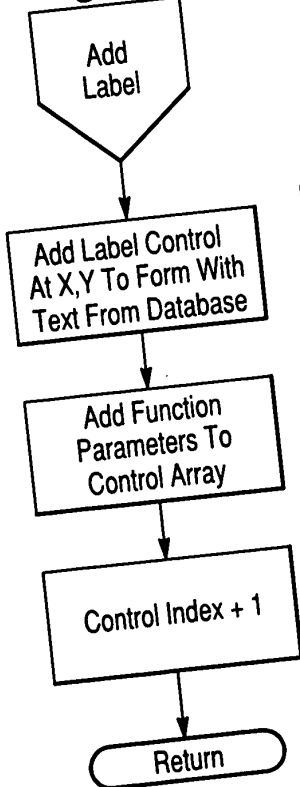 Add
Label
Add Label Control
At X,Y To Form With
Text From Database
Add Function
Parameters To
Control Array
Control Index + 1
Return